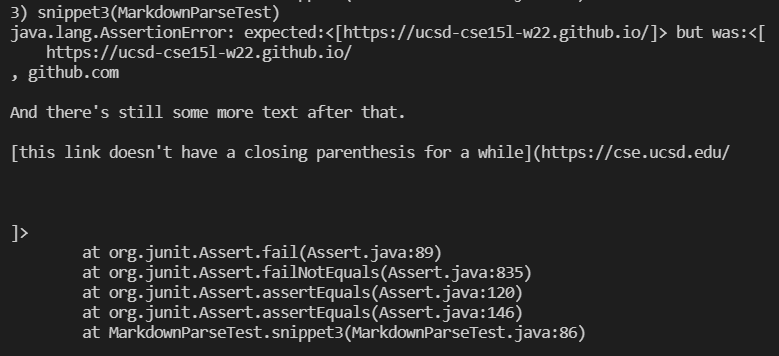 3) snippet3(MarkdownParseTest)
java.lang.AssertionError: expected:<[https://ucsd-cse15l-w22.github.io/]> but was:<[
    https://ucsd-cse15l-w22.github.io/
, github.com

And there's still some more text after that.

[this link doesn't have a closing parenthesis for a while](https://cse.ucsd.edu/

]>
        at org.junit.Assert.fail(Assert.java:89)
        at org.junit.Assert.failNotEquals(Assert.java:835)
        at org.junit.Assert.assertEquals(Assert.java:120)
        at org.junit.Assert.assertEquals(Assert.java:146)
        at MarkdownParseTest.snippet3(MarkdownParseTest.java:86)